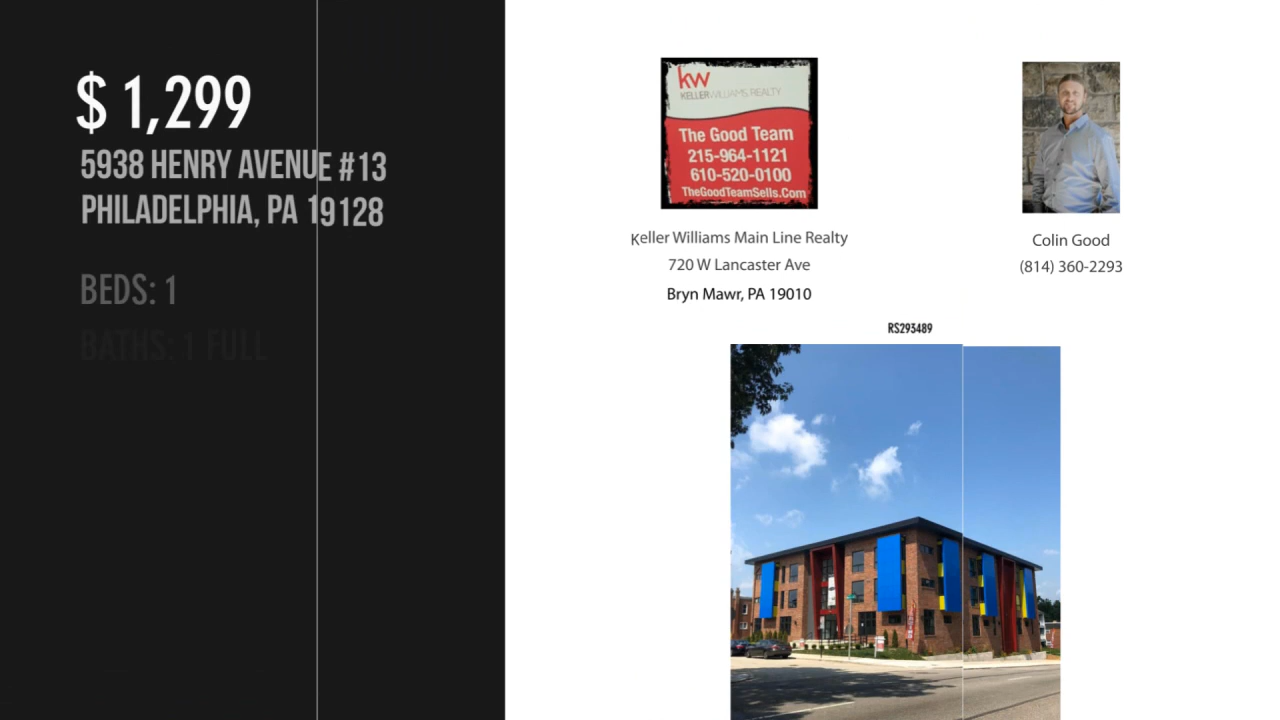 $ 1,299
5938 HENRY AVENUE #13
PHILADELPHIA, PA 19128
BEDS: 1
BATHS: 1 FULL
kw
KELLERWILLIAMS. REALTY
The Good Team
215-964-1121
610-520-0100
TheGoodTeamSells.Com
Keller Williams Main Line Realty
720 W Lancaster Ave
Bryn Mawr, PA 19010
Colin Good
(814) 360-2293
RS293489